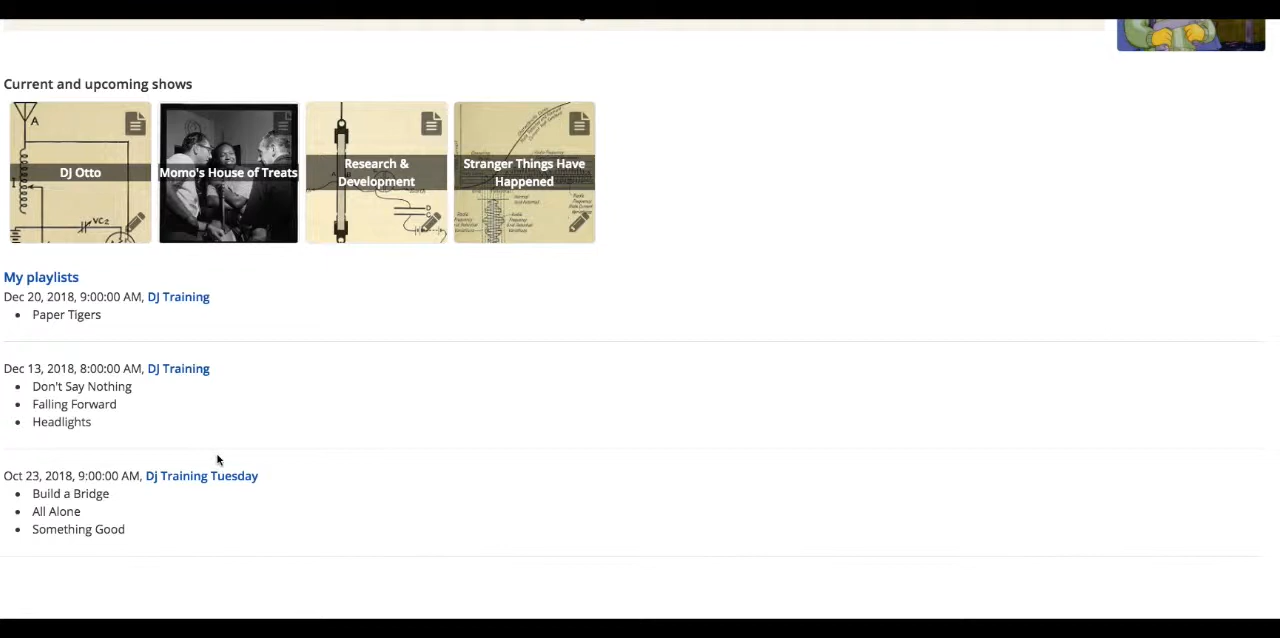 Current and upcoming shows
A
VC2
DJ Otto
Momo's House of Treats
Research &
Development
Stranger Things Have
Happened
My playlists
Dec 20, 2018, 9:00:00 AM, DJ Training
• Paper Tigers
Dec 13, 2018, 8:00:00 AM, DJ Training
• Don't Say Nothing
• Falling Forward
• Headlights
Oct 23, 2018, 9:00:00 AM, Dj Training Tuesday
• Build a Bridge
• All Alone
• Something Good